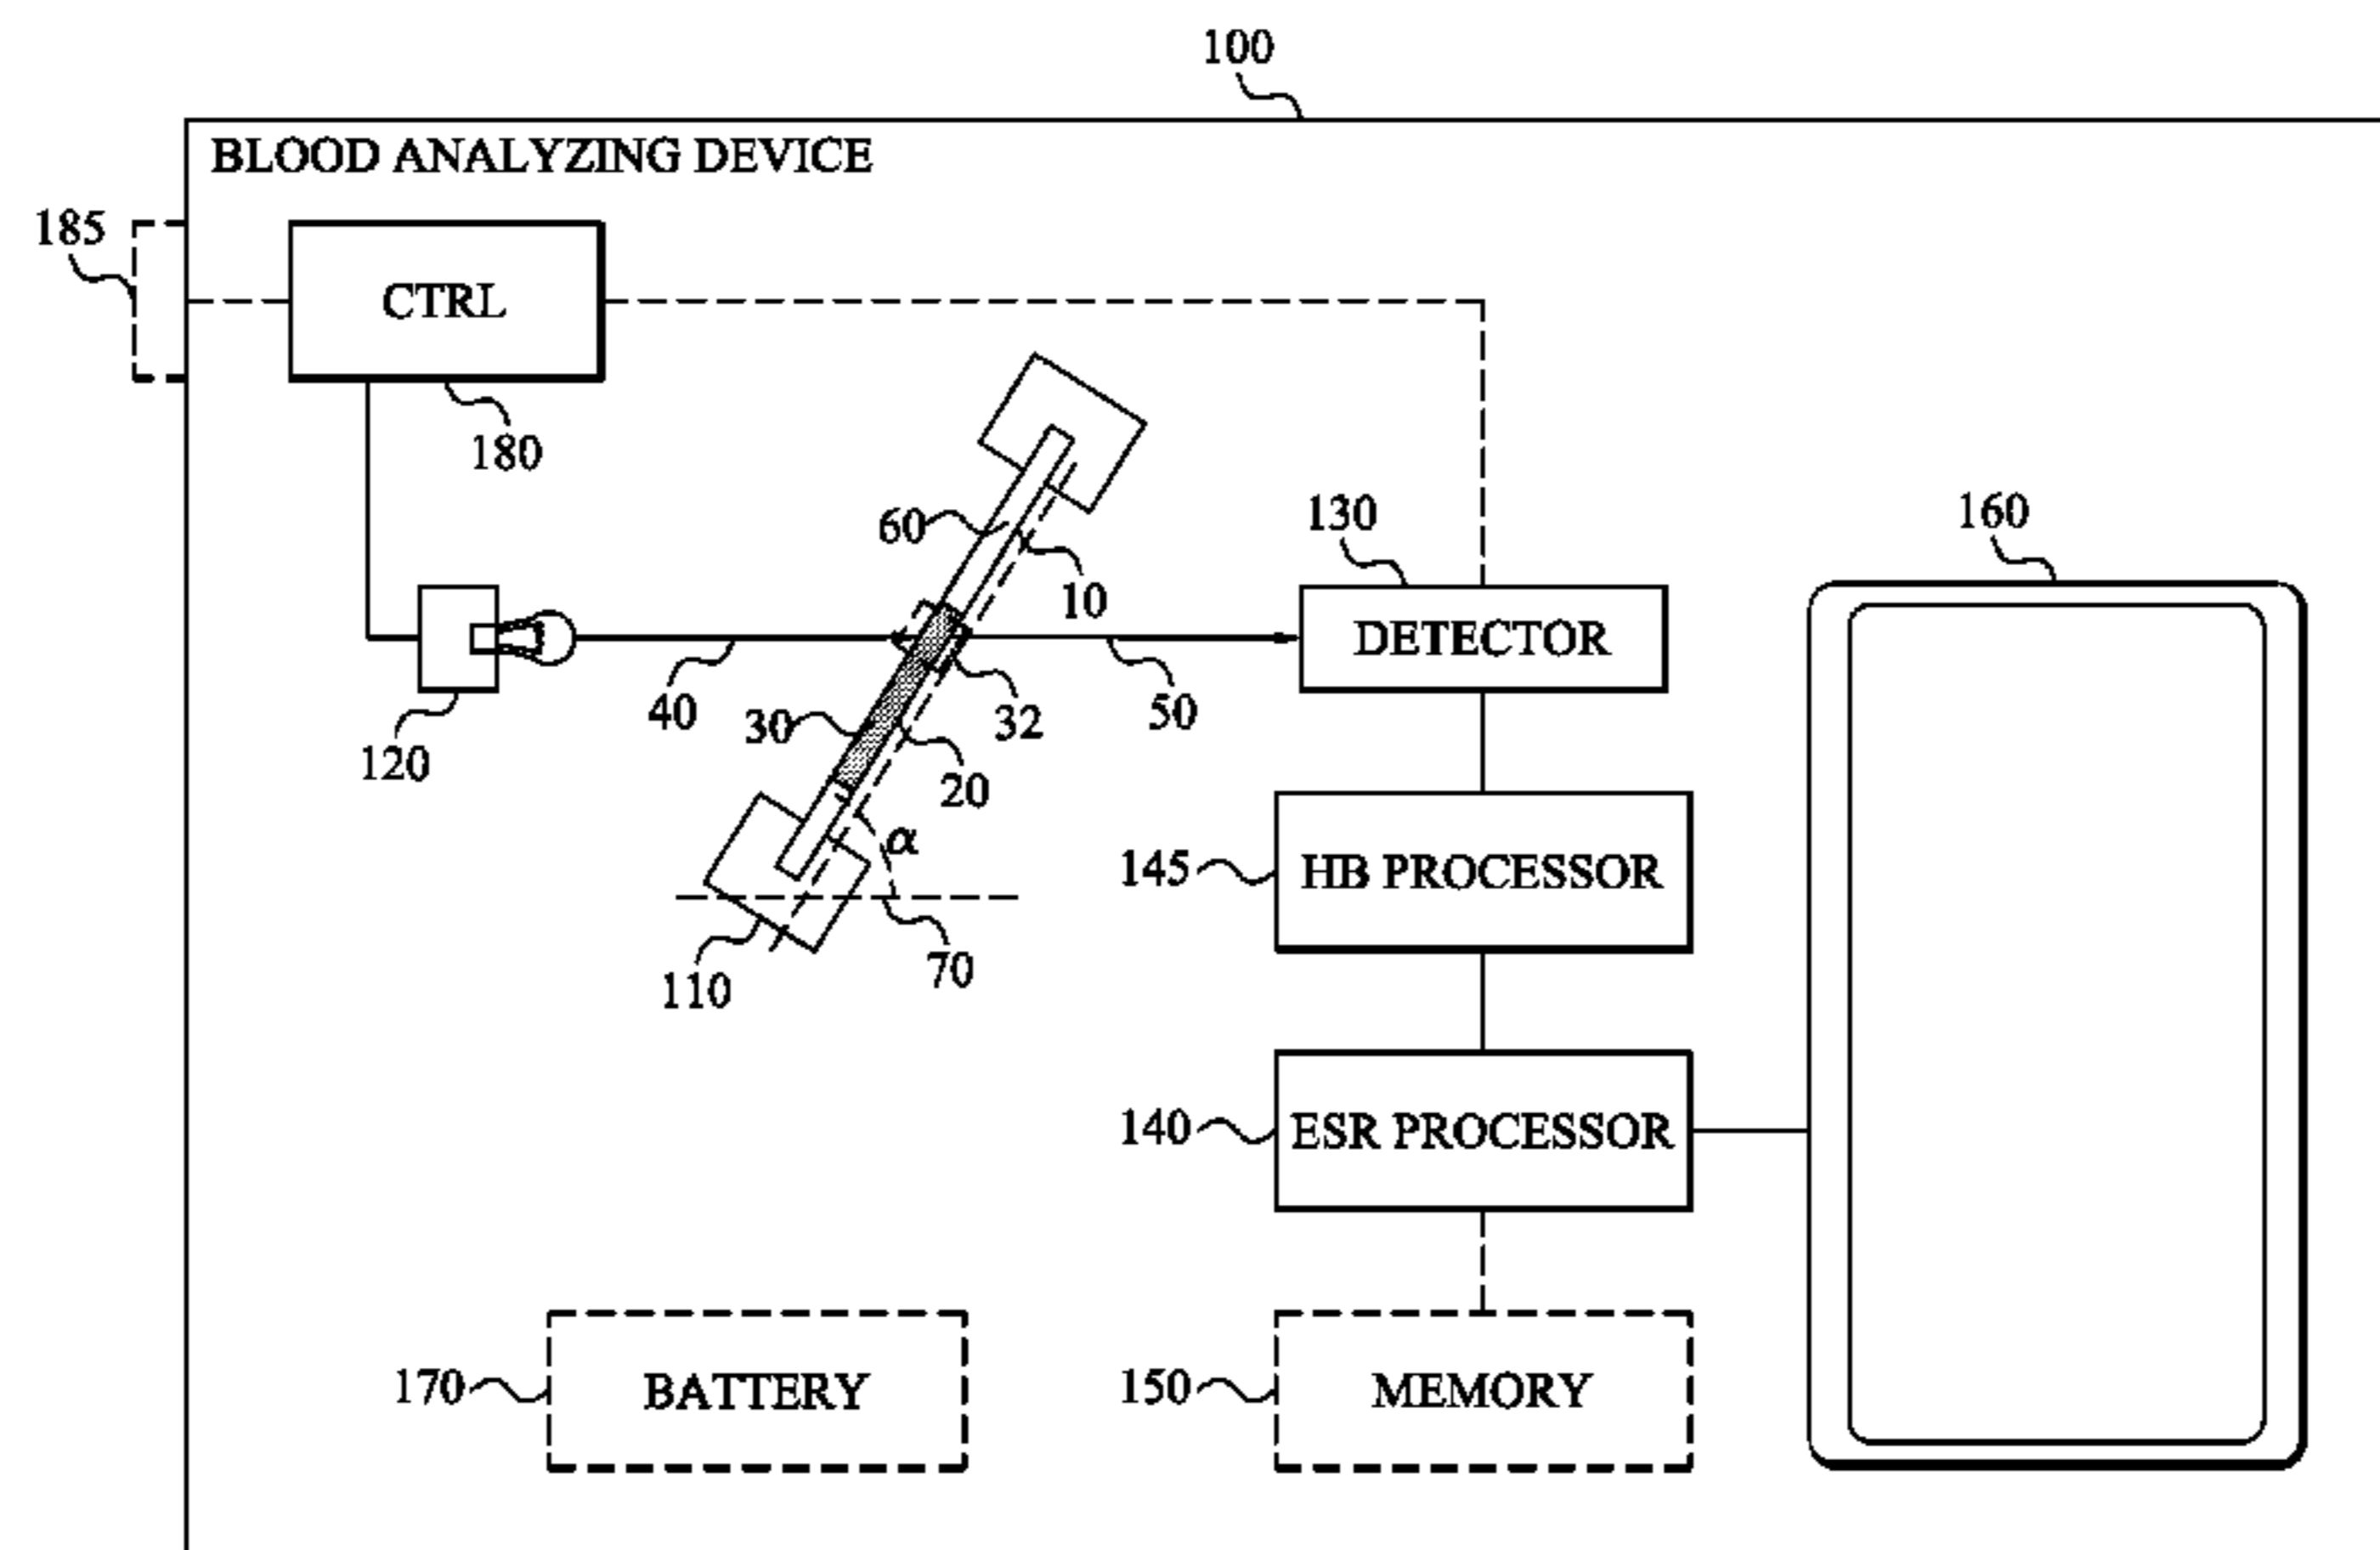 100
BLOOD ANALYZING DEVICE
185
CTRL
180
60
10
130
160
DETECTOR
40
30
32
50
120
20
α
145
HB PROCESSOR
110
70
140
ESR PROCESSOR
170
BATTERY
150
MEMORY